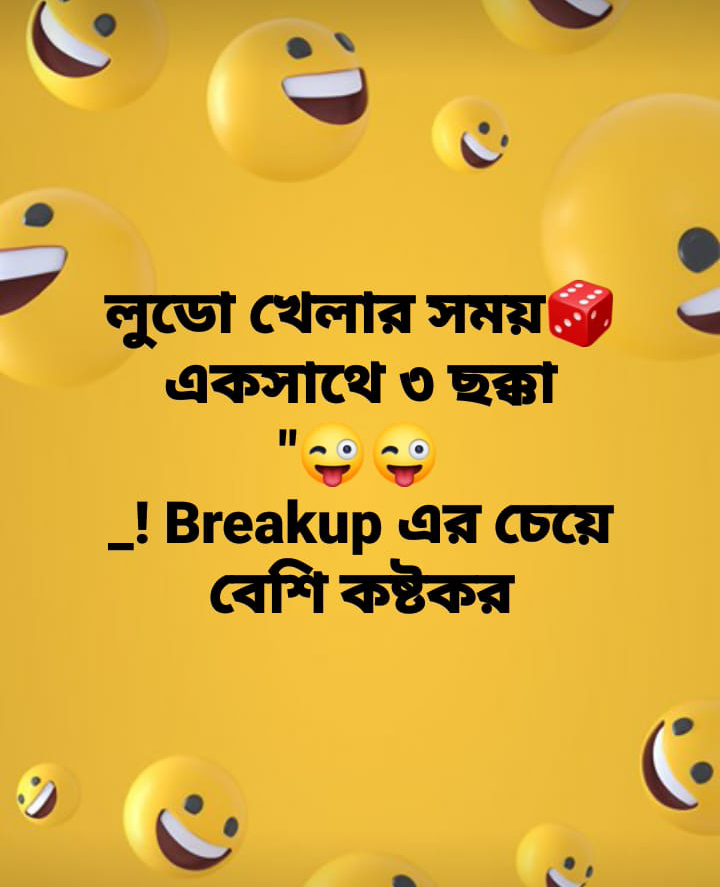 লুডো খেলার সময়🎲
একসাথে ৩ ছক্কা
"😜😜
_! Breakup এর চেয়ে
বেশি কষ্টকর